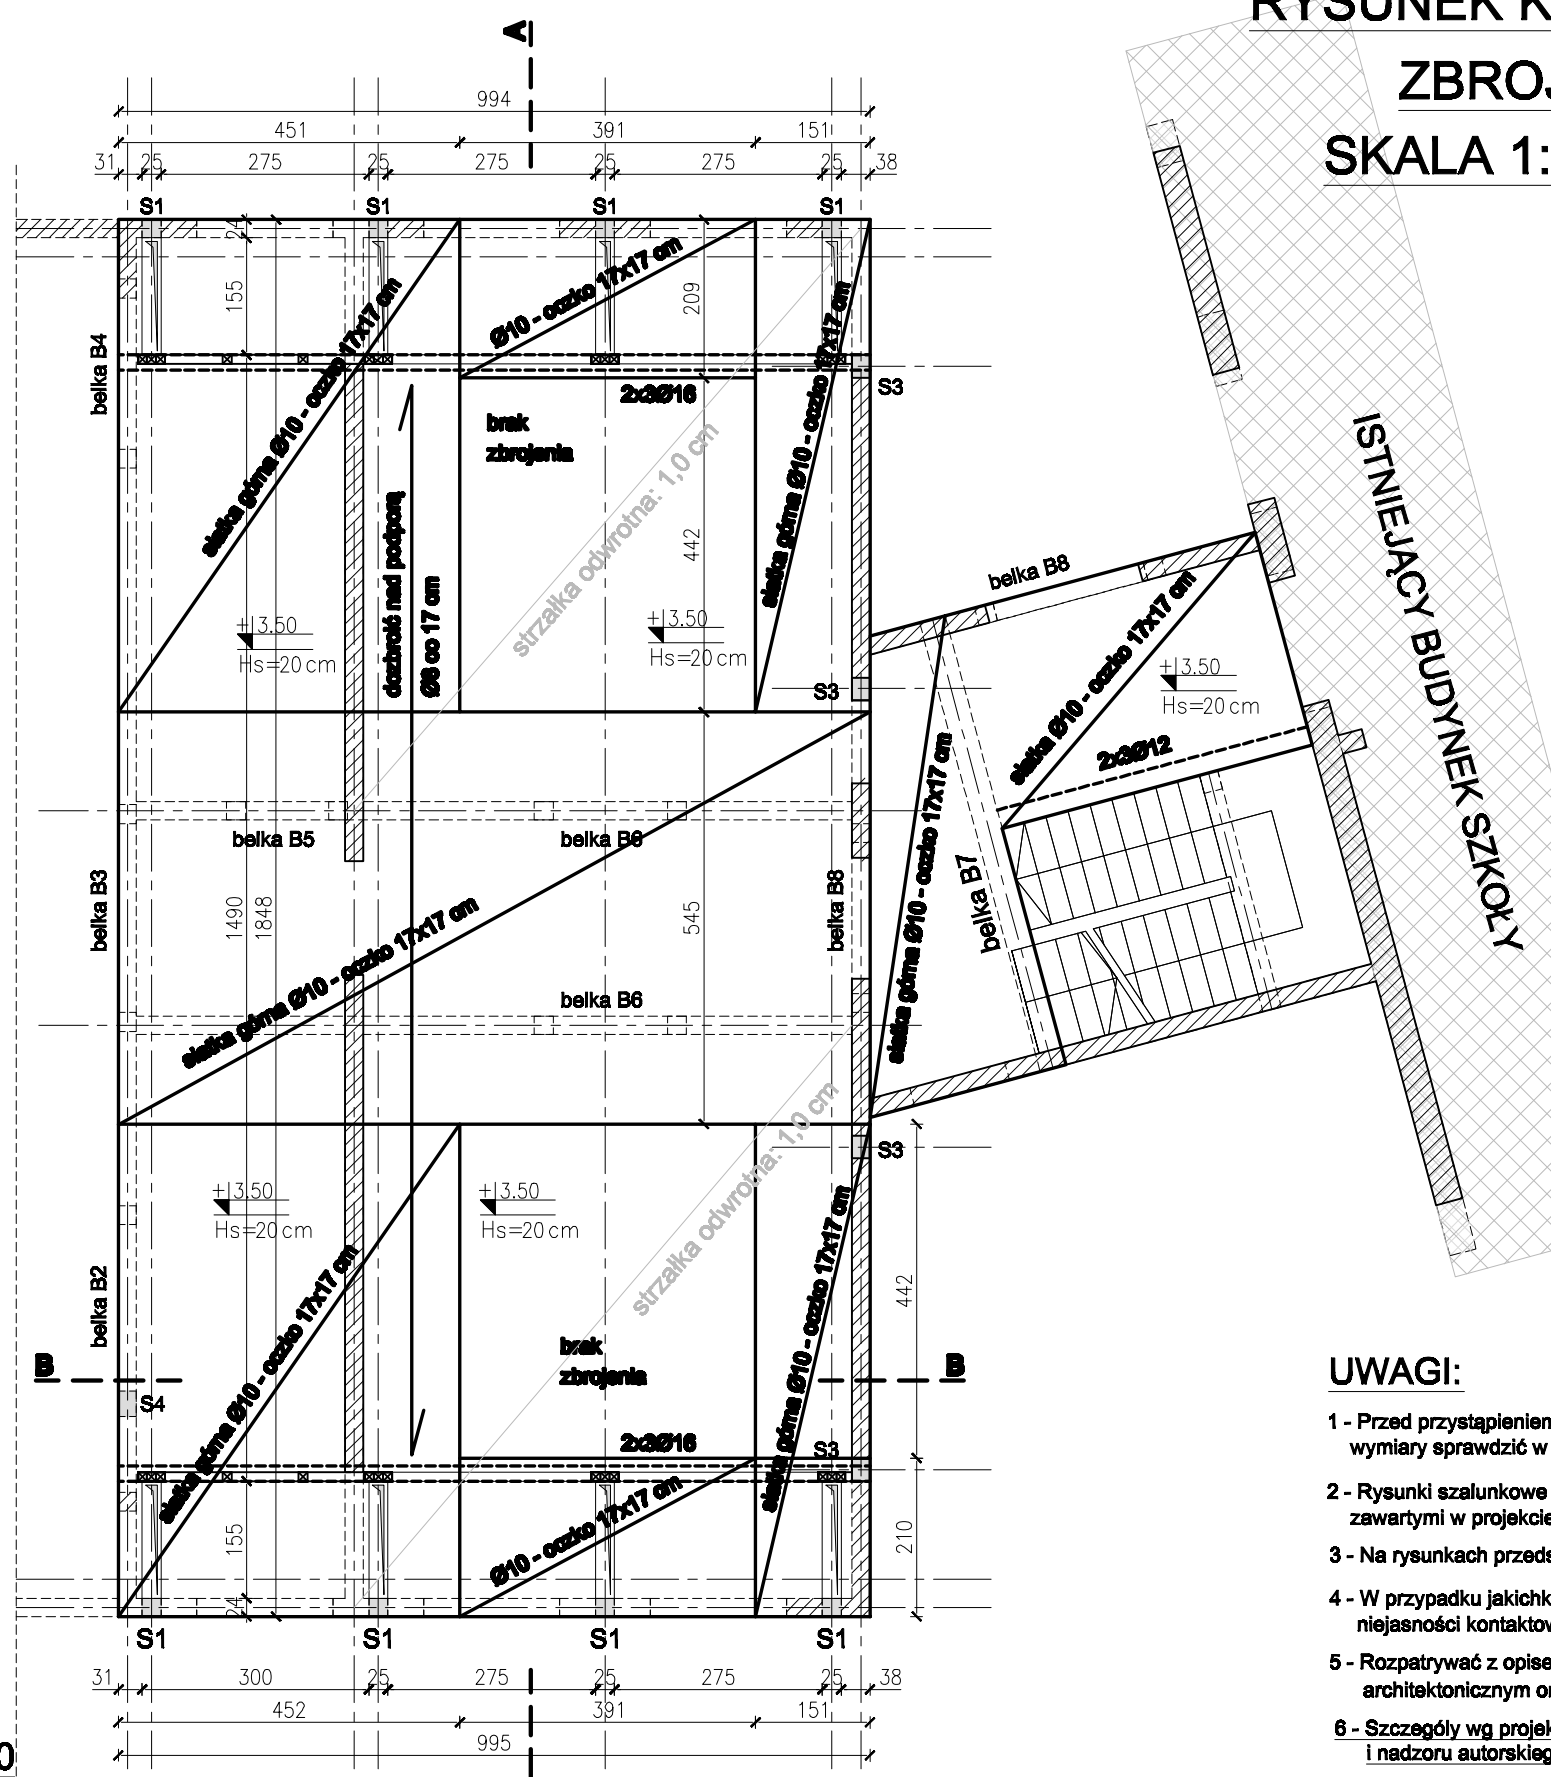 RYSUNEK K
ZBROJ
SKALA 1:
A
994
451
391
151
31
25
275
25
275
25
275
25
38
S1
S1
S1
S1
24
155
209
belka B4
siatka górna Ø10 - oczko 17x17 cm
Ø10 - oczko 17x17 cm
siatka górna Ø10 - oczko 17x17 cm
2x3Ø16
S3
brak
zbrojenia
strzałka odwrotna: 1,0 cm
442
dozbroić nad podporą
Ø8 co 17 cm
+3.50
Hs=20 cm
+3.50
Hs=20 cm
S3
belka B8
siatka Ø10 - oczko 17x17 cm
+3.50
Hs=20 cm
2x3Ø12
ISTNIEJĄCY BUDYNEK SZKOŁY
belka B5
belka B6
belka B3
1490
1848
545
belka B8
siatka górna Ø10 - oczko 17x17 cm
belka B7
siatka górna Ø10 - oczko 17x17 cm
belka B6
strzałka odwrotna: 1,0 cm
S3
+3.50
Hs=20 cm
+3.50
Hs=20 cm
belka B2
siatka górna Ø10 - oczko 17x17 cm
siatka górna Ø10 - oczko 17x17 cm
442
brak
zbrojenia
B
B
S4
2x3Ø16
S3
155
24
Ø10 - oczko 17x17 cm
210
S1
S1
S1
S1
31
300
25
275
25
275
25
38
452
391
151
995
0
UWAGI:
1 - Przed przystąpieniem
wymiary sprawdzić w
2 - Rysunki szalunkowe
zawartymi w projekcie
3 - Na rysunkach przeds
4 - W przypadku jakichk
niejasności kontaktow
5 - Rozpatrywać z opise
architektonicznym or
6 - Szczegóły wg projek
i nadzoru autorskieg